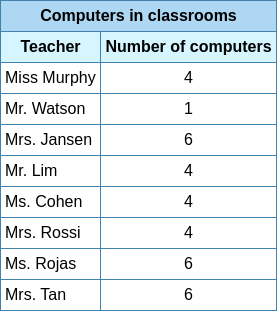 Computers in classrooms
Teacher Number of computers
Miss Murphy 4
Mr. Watson 1
Mrs. Jansen 6
Mr. Lim 4
Ms. Cohen 4
Mrs. Rossi 4
Ms. Rojas 6
Mrs. Tan 6